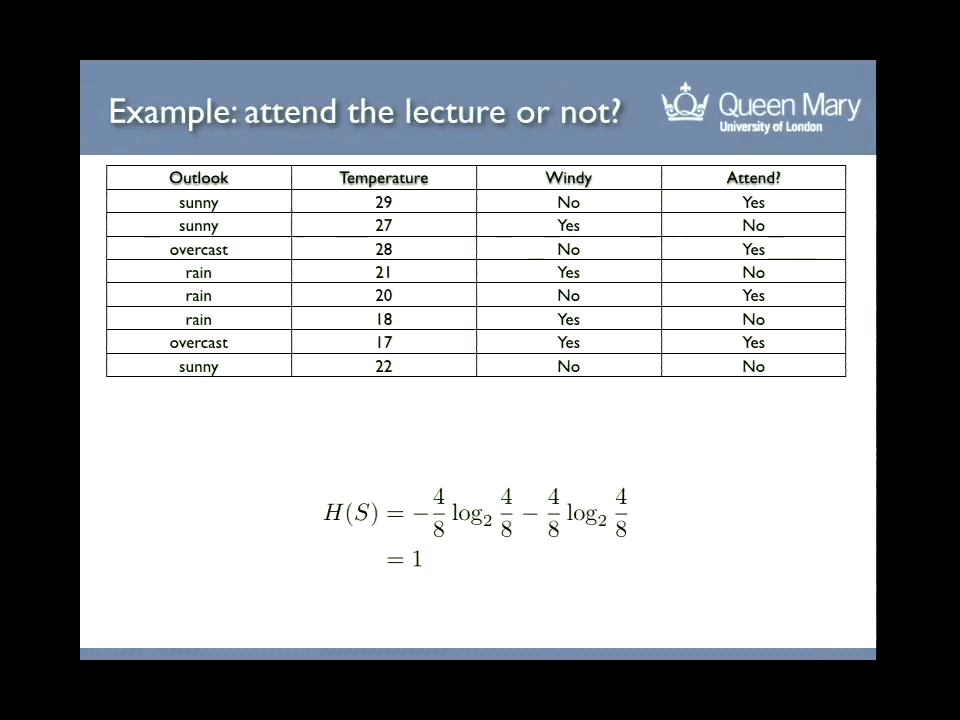 Example: attend the lecture or not?
Queen Mary
University of London
Outlook Temperature Windy Attend?
sunny 29 No Yes
sunny 27 Yes No
overcast 28 No Yes
rain 21 Yes No
rain 20 No Yes
rain 18 Yes No
overcast 17 Yes Yes
sunny 22 No No
H(S) = −4/8 log₂ 4/8 − 4/8 log₂ 4/8
= 1